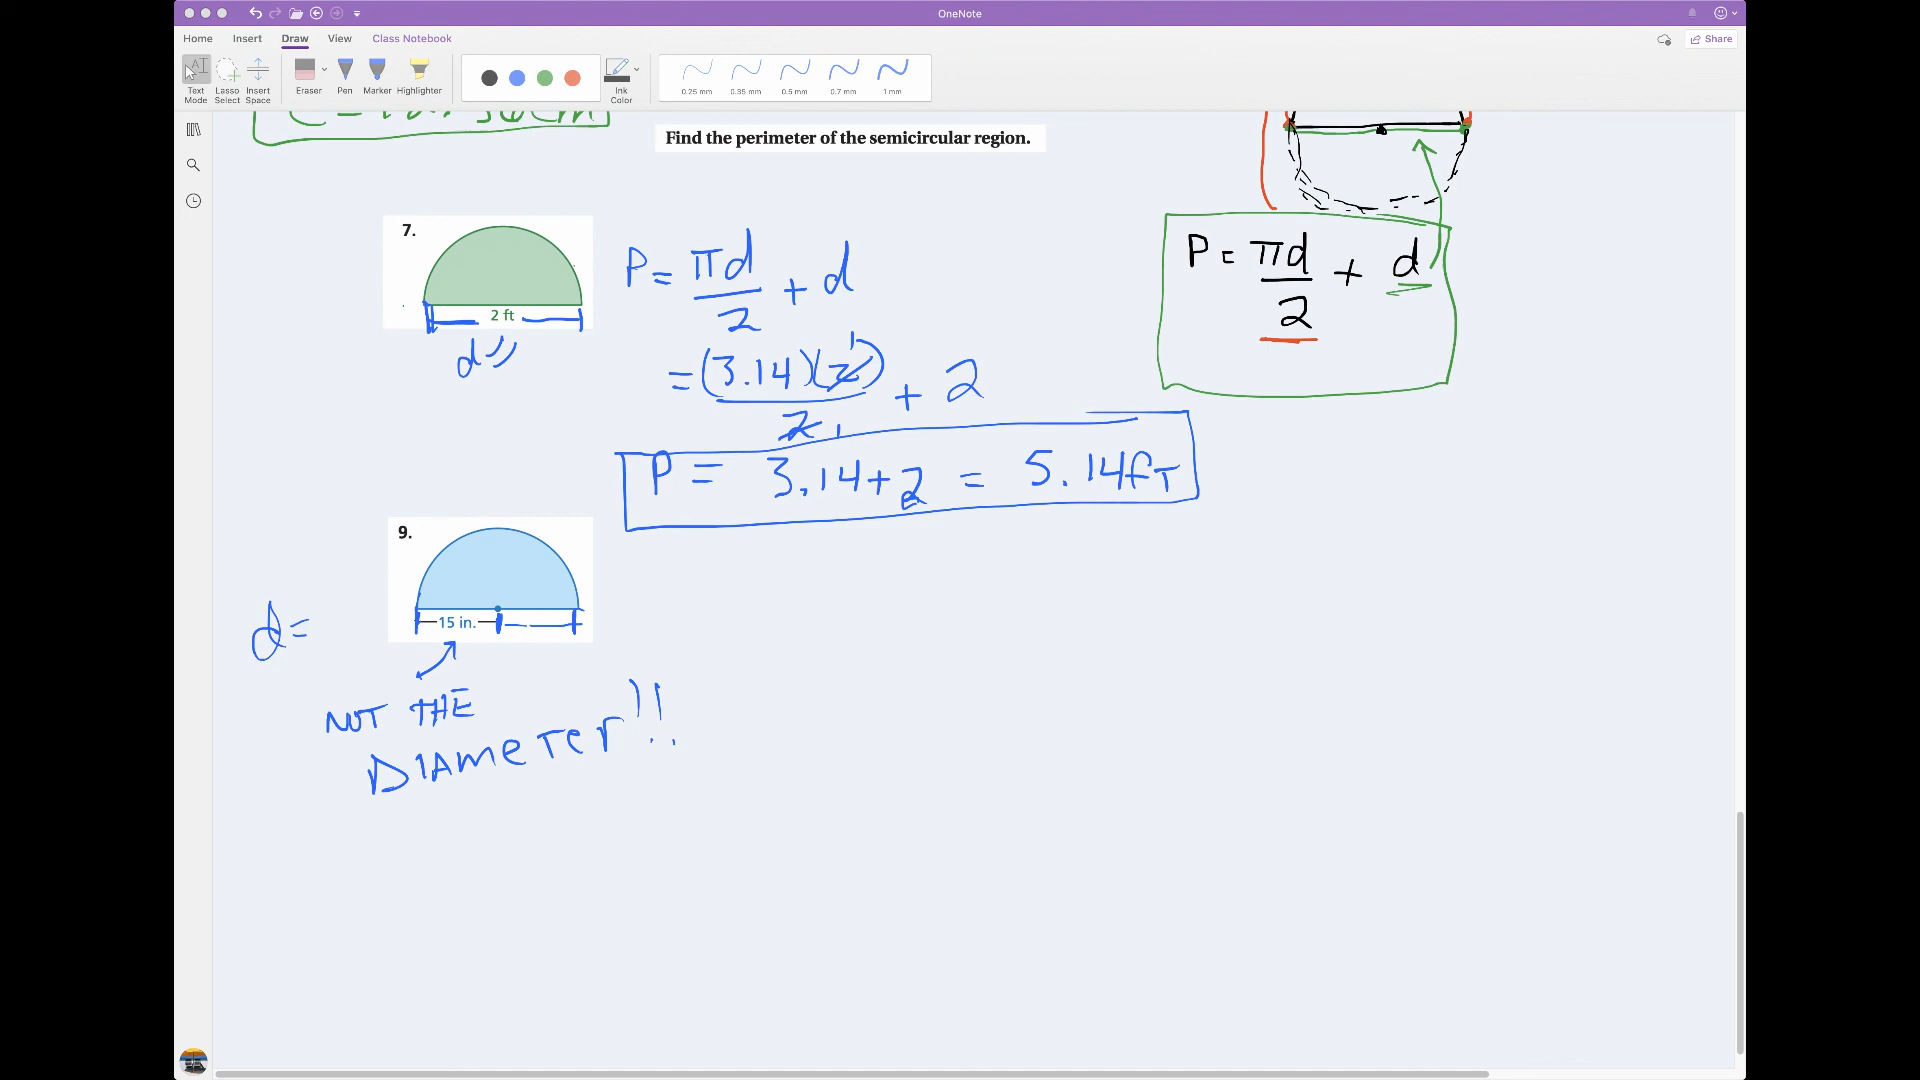 OneNote
Home Insert Draw View Class Notebook
Share
Text Mode
Lasso Select
Insert Space
Eraser
Pen
Marker
Highlighter
Ink Color
0.25 mm
0.35 mm
0.5 mm
0.7 mm
1 mm
Find the perimeter of the semicircular region.
7.
2 ft
d
P = πd/2 + d
= (3.14)(2)/2 + 2
P = 3.14 + 2 = 5.14 fT
P = πd/2 + d
9.
15 in.
d =
NOT THE
DIAMeTer!!